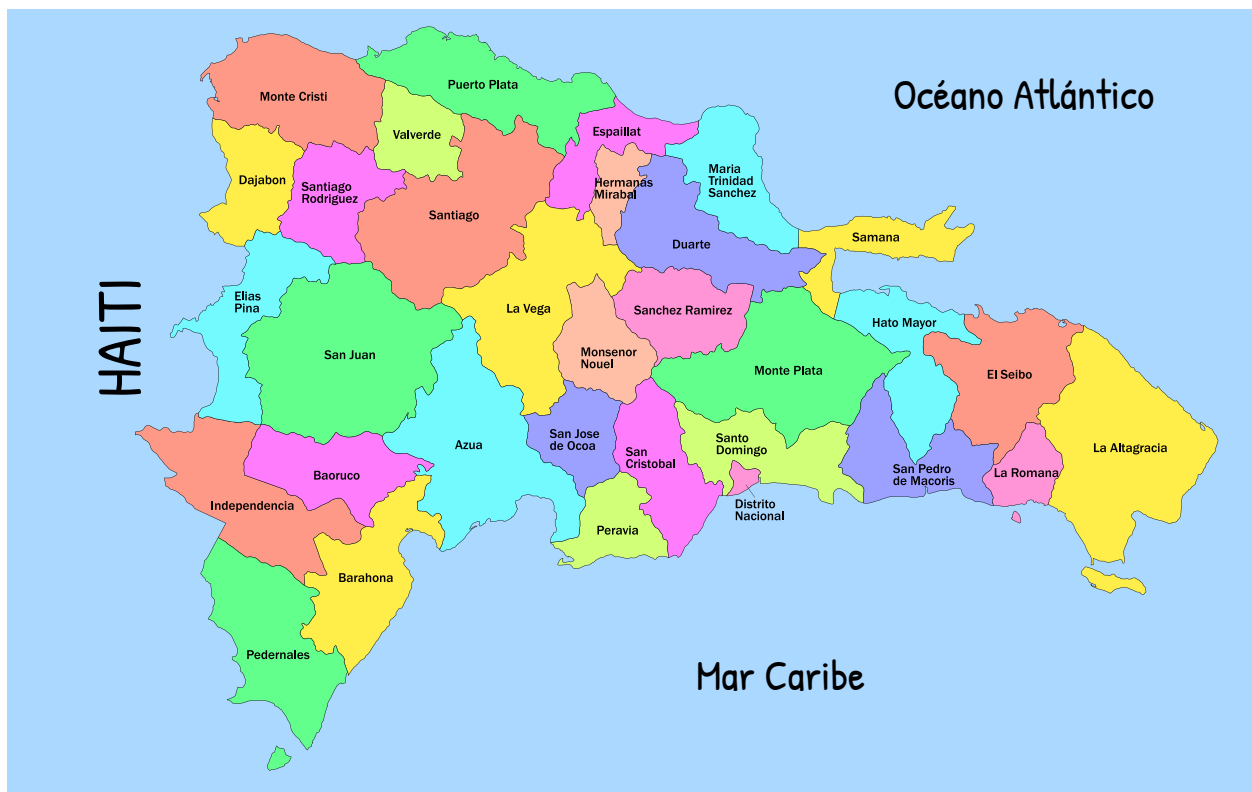 Océano Atlántico
Puerto Plata
Monte Cristi
Valverde
Espaillat
Maria
Trinidad
Sanchez
Dajabon
Santiago
Rodriguez
Hermanas
Mirabal
Santiago
Duarte
Samana
HAITI
Elias
Pina
La Vega
Sanchez Ramirez
Hato Mayor
San Juan
Monsenor
Nouel
Monte Plata
El Seibo
Azua
San Jose
de Ocoa
San
Cristobal
Santo
Domingo
La Altagracia
Baoruco
San Pedro
de Macoris
La Romana
Independencia
Distrito
Nacional
Peravia
Barahona
Pedernales
Mar Caribe